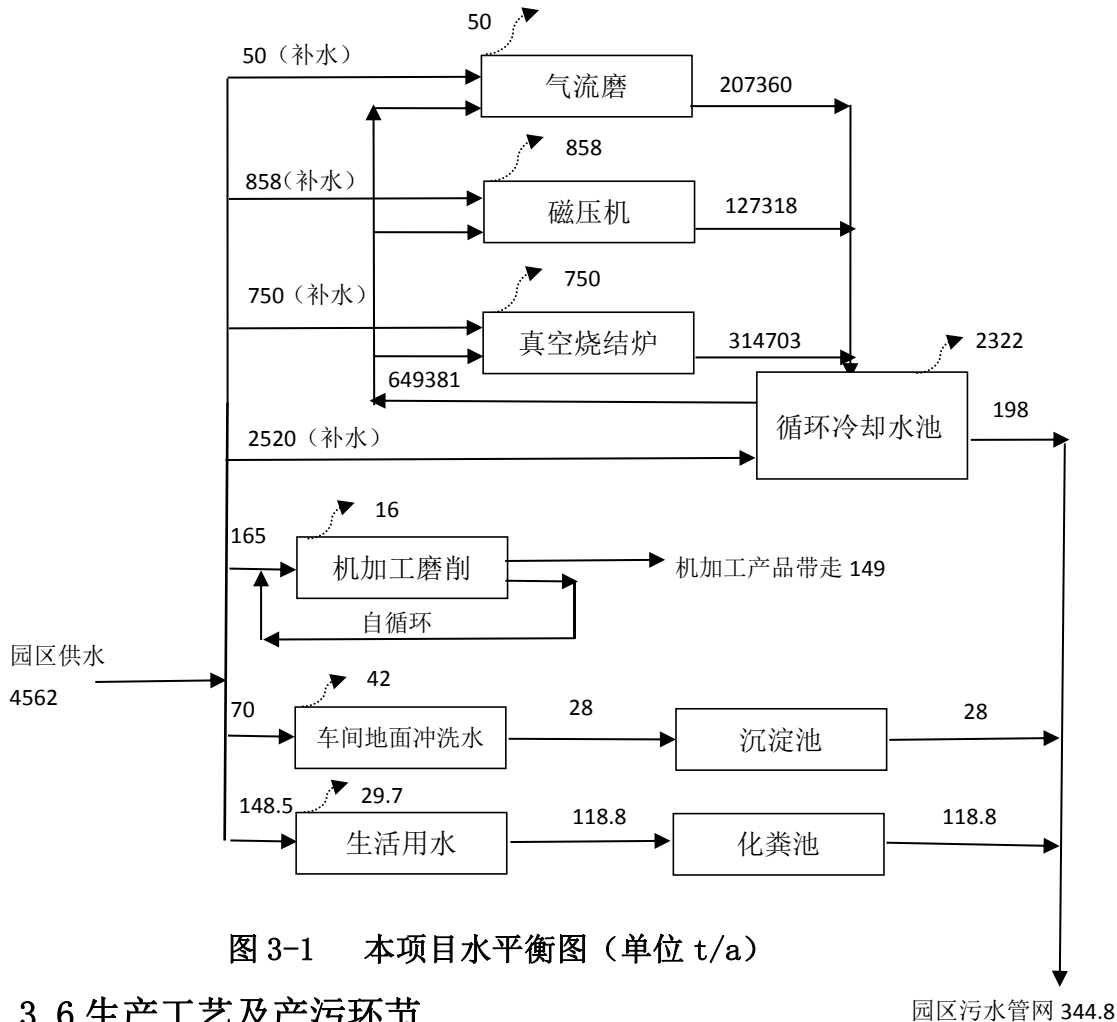 50
50（补水）
气流磨
207360
858
858（补水）
磁压机
127318
750
750（补水）
真空烧结炉
314703
2322
649381
循环冷却水池
198
2520（补水）
16
165
机加工磨削
机加工产品带走 149
自循环
园区供水
4562
42
70
车间地面冲洗水
28
沉淀池
28
29.7
148.5
生活用水
118.8
化粪池
118.8
图 3-1 本项目水平衡图（单位 t/a）
园区污水管网 344.8
3.6 生产工艺及产污环节